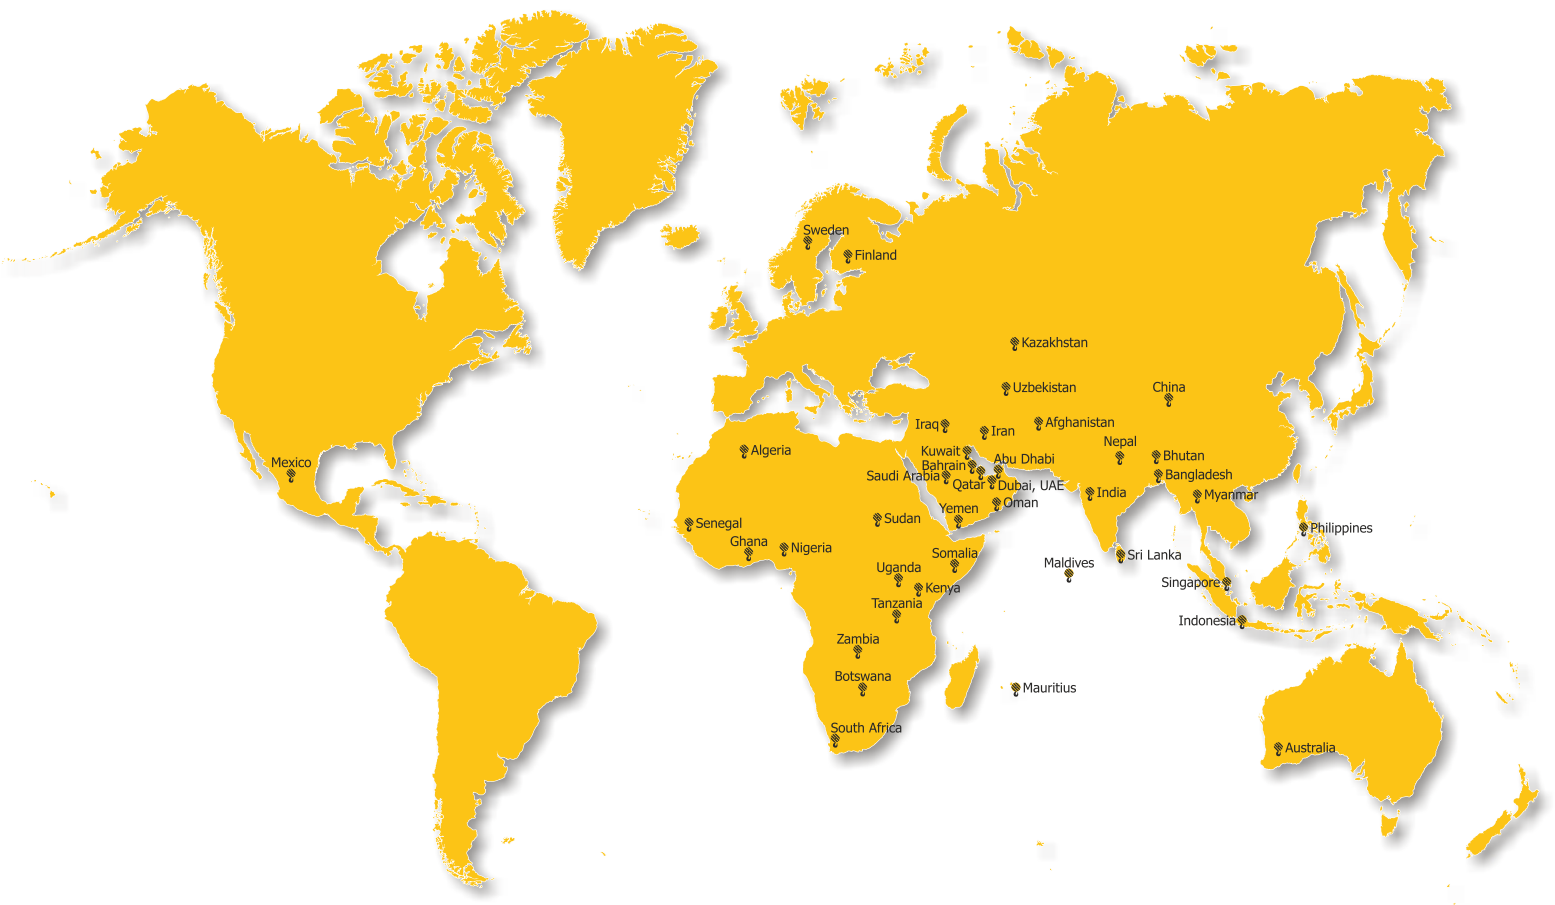 Sweden
Finland
Kazakhstan
Uzbekistan
China
Iraq
Iran
Afghanistan
Nepal
Algeria
Kuwait
Abu Dhabi
Bhutan
Mexico
Bahrain
Saudi Arabia
Qatar
Dubai, UAE
Bangladesh
India
Myanmar
Oman
Yemen
Senegal
Sudan
Philippines
Ghana
Nigeria
Somalia
Sri Lanka
Maldives
Uganda
Kenya
Singapore
Tanzania
Indonesia
Zambia
Botswana
Mauritius
South Africa
Australia